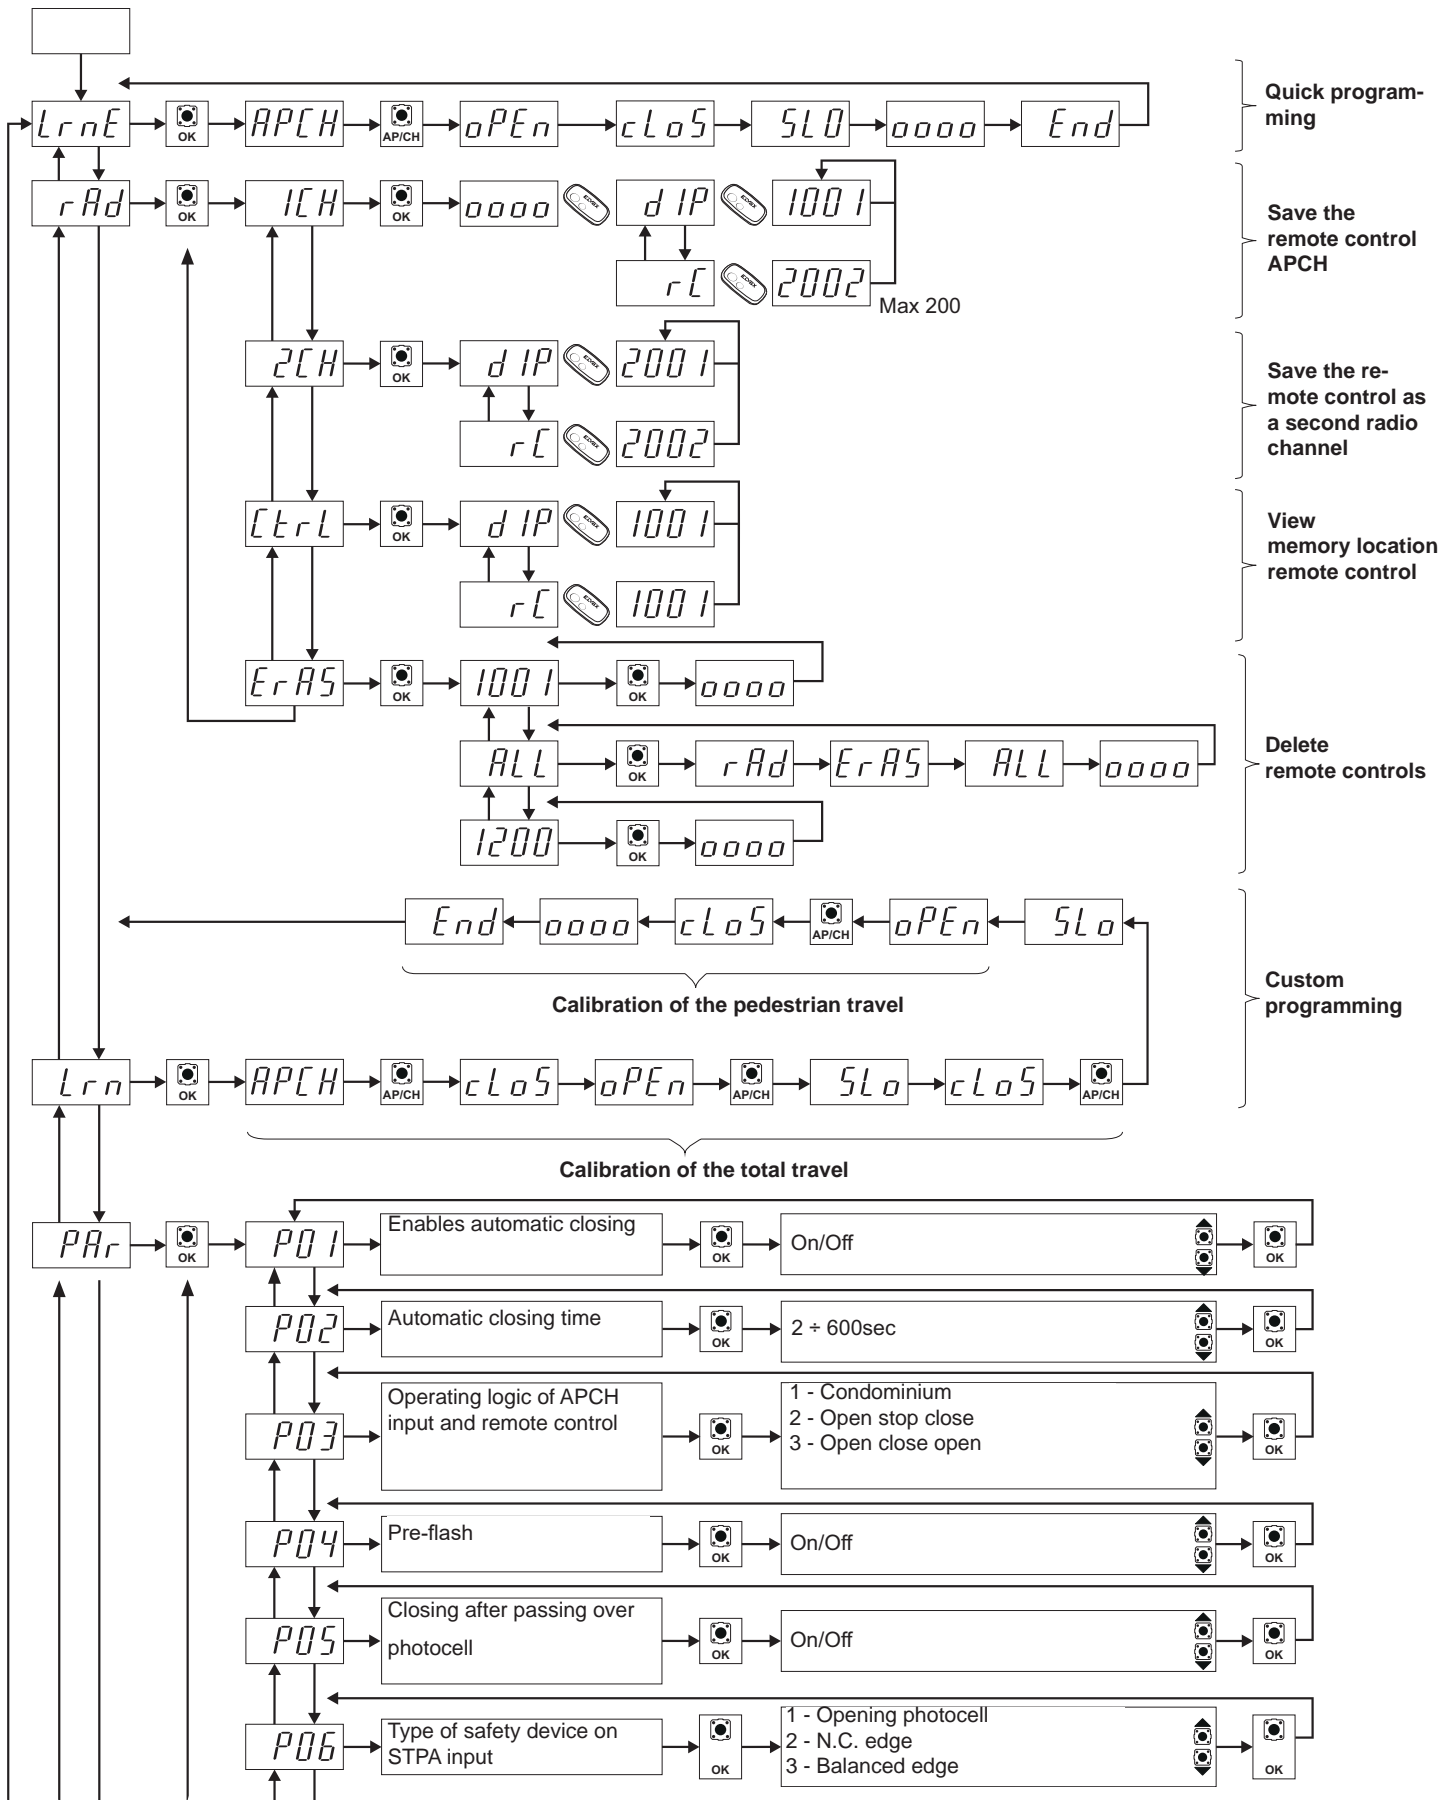 LrnE
OK
APCH
AP/CH
oPEn
cLoS
SLO
oooo
End
Quick program-
ming
rAd
OK
1CH
OK
oooo
dIP
1001
rC
2002
Max 200
Save the
remote control
APCH
2CH
OK
dIP
2001
rC
2002
Save the re-
mote control as
a second radio
channel
CtrL
OK
dIP
1001
rC
1001
View
memory location
remote control
ErAS
OK
1001
OK
oooo
ALL
OK
rAd
ErAS
ALL
oooo
1200
OK
oooo
Delete
remote controls
End
oooo
cLoS
AP/CH
oPEn
SLo
Calibration of the pedestrian travel
Custom
programming
Lrn
OK
APCH
AP/CH
cLoS
oPEn
AP/CH
SLo
cLoS
AP/CH
Calibration of the total travel
PAr
OK
P01
Enables automatic closing
OK
On/Off
OK
P02
Automatic closing time
OK
2 ÷ 600sec
OK
P03
Operating logic of APCH
input and remote control
OK
1 - Condominium
2 - Open stop close
3 - Open close open
OK
P04
Pre-flash
OK
On/Off
OK
P05
Closing after passing over
photocell
OK
On/Off
OK
P06
Type of safety device on
STPA input
OK
1 - Opening photocell
2 - N.C. edge
3 - Balanced edge
OK